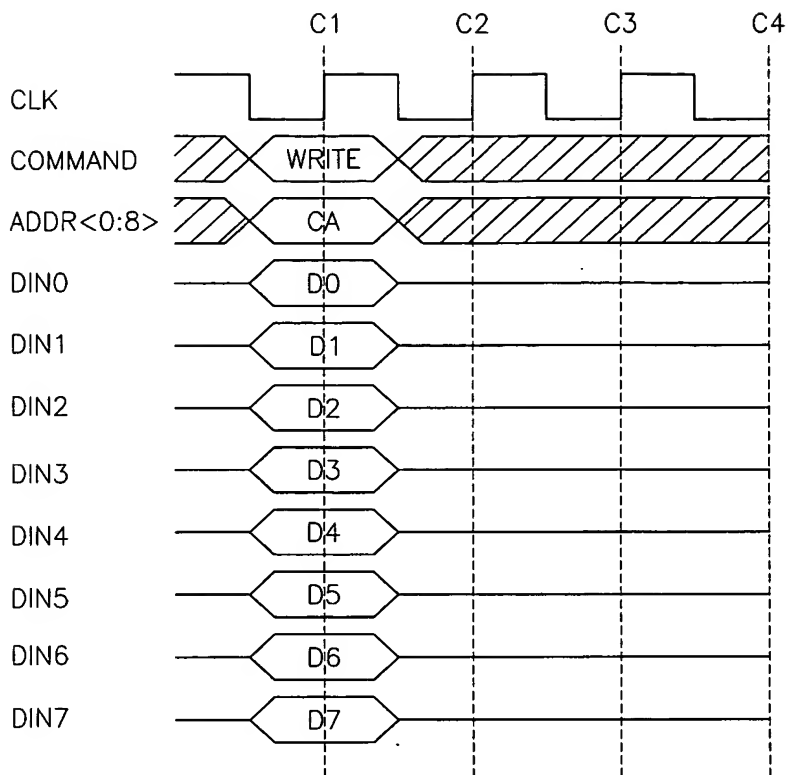 C1 C2 C3 C4
CLK
COMMAND WRITE
ADDR<0:8> CA
DIN0 D0
DIN1 D1
DIN2 D2
DIN3 D3
DIN4 D4
DIN5 D5
DIN6 D6
DIN7 D7